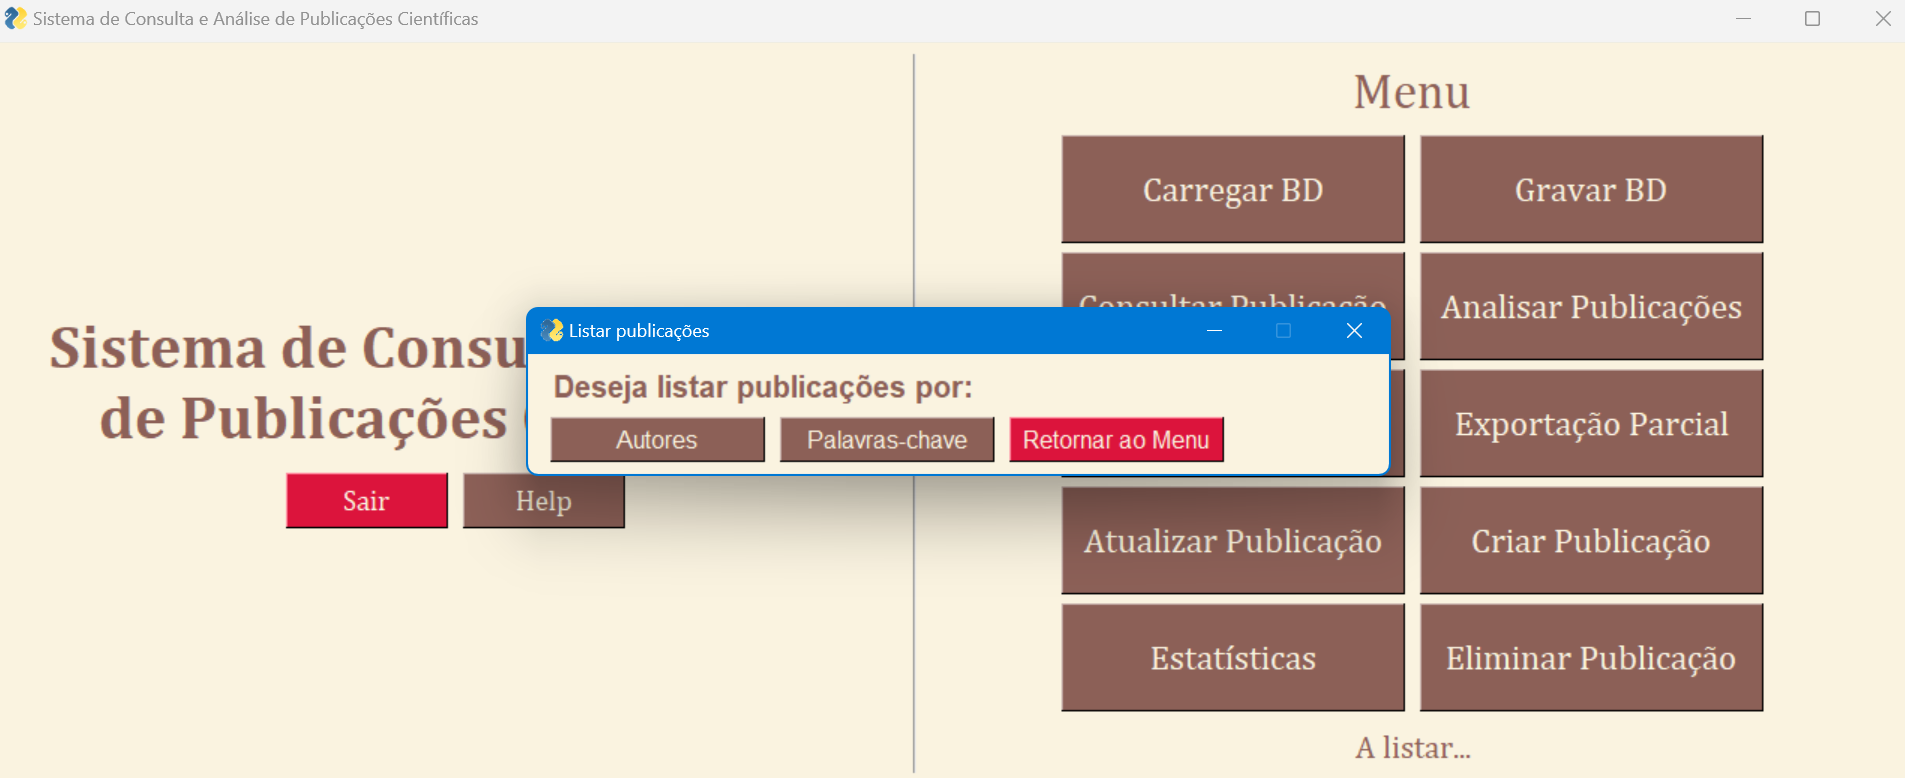 Sistema de Consulta e Análise de Publicações Científicas
Menu
Carregar BD
Gravar BD
Consultar Publicação
Analisar Publicações
Listar publicações
Deseja listar publicações por:
Autores
Palavras-chave
Retornar ao Menu
Sistema de Consu
de Publicações
Sair
Help
Exportação Parcial
Atualizar Publicação
Criar Publicação
Estatísticas
Eliminar Publicação
A listar...